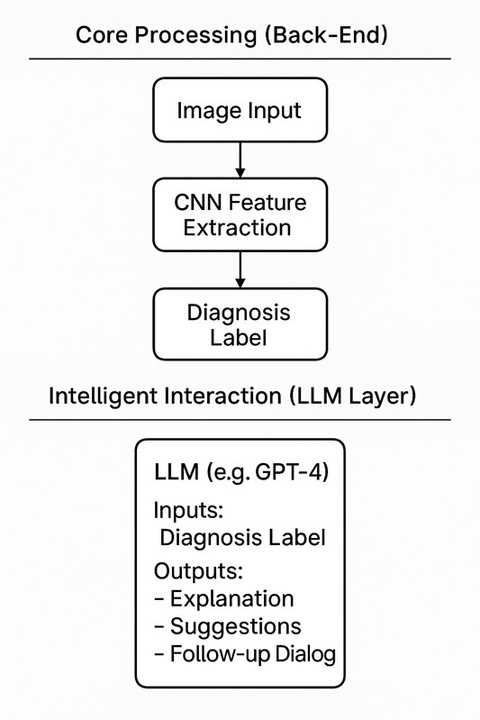 Core Processing (Back-End)
Image Input
CNN Feature
Extraction
Diagnosis
Label
Intelligent Interaction (LLM Layer)
LLM (e.g. GPT-4)
Inputs:
Diagnosis Label
Outputs:
- Explanation
- Suggestions
- Follow-up Dialog